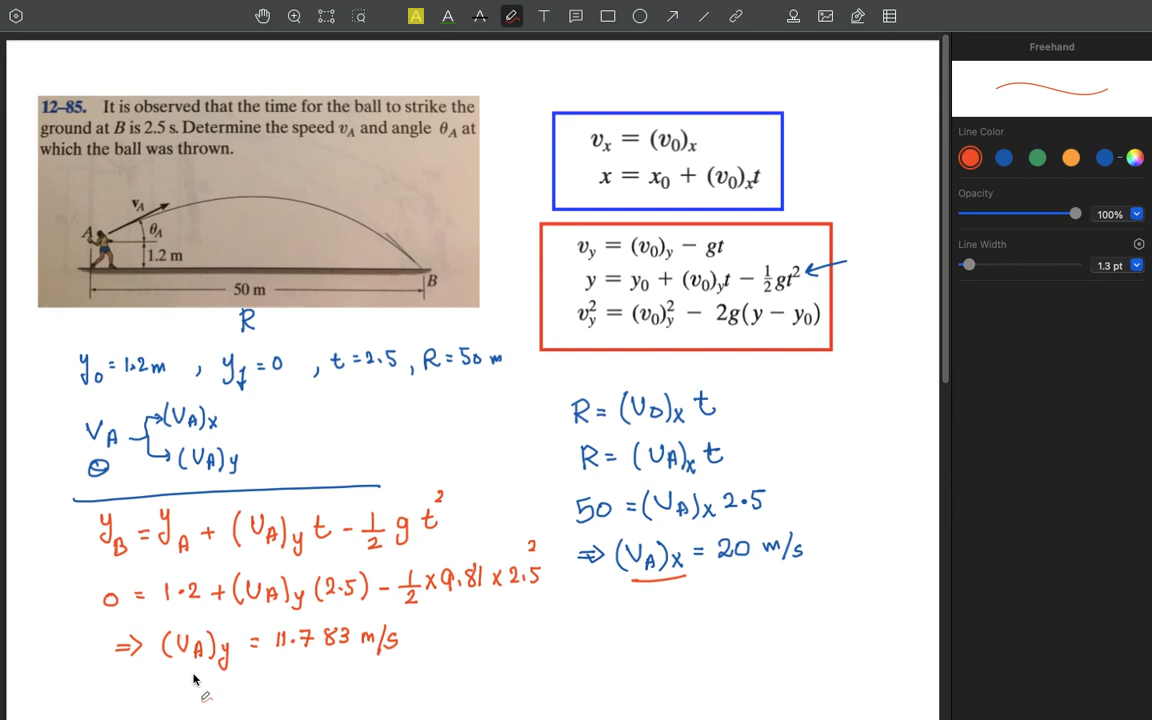 12–85. It is observed that the time for the ball to strike the
ground at B is 2.5 s. Determine the speed v_A and angle θ_A at
which the ball was thrown.
v_A
A
θ_A
1.2 m
B
50 m
R
v_x = (v_0)_x
x = x_0 + (v_0)_x t
v_y = (v_0)_y − gt
y = y_0 + (v_0)_y t − 1/2 gt²
v_y² = (v_0)_y² − 2g(y − y_0)
y_0 = 1.2m , y_f = 0 , t = 2.5 , R = 50 m
V_A → (V_A)x
→ (V_A)y
Θ
y_B = y_A + (V_A)y t − 1/2 g t²
0 = 1.2 + (V_A)y (2.5) − 1/2 × 9.81 × 2.5²
⇒ (V_A)y = 11.783 m/s
R = (V_0)x t
R = (V_A)x t
50 = (V_A)x 2.5
⇒ (V_A)x = 20 m/s
A A A T
Freehand
Line Color
Opacity
100%
Line Width
1.3 pt